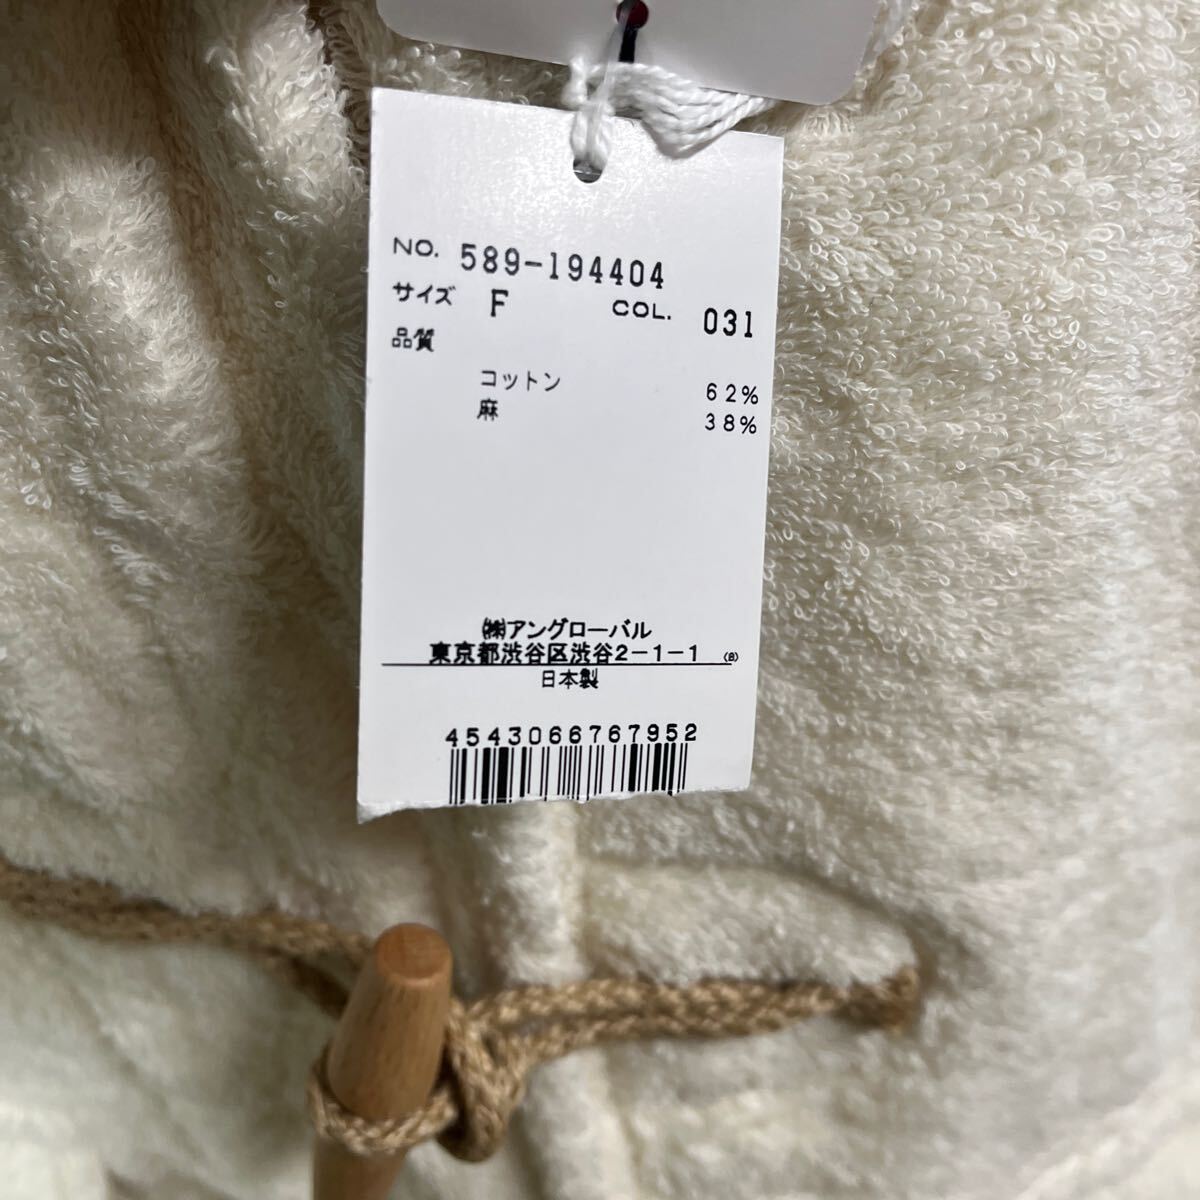 NO. 589-194404
サイズ F COL. 031
品質
コットン 62%
麻 38%
㈱アングローバル
東京都渋谷区渋谷2-1-1 (8)
日本製
4543066767952